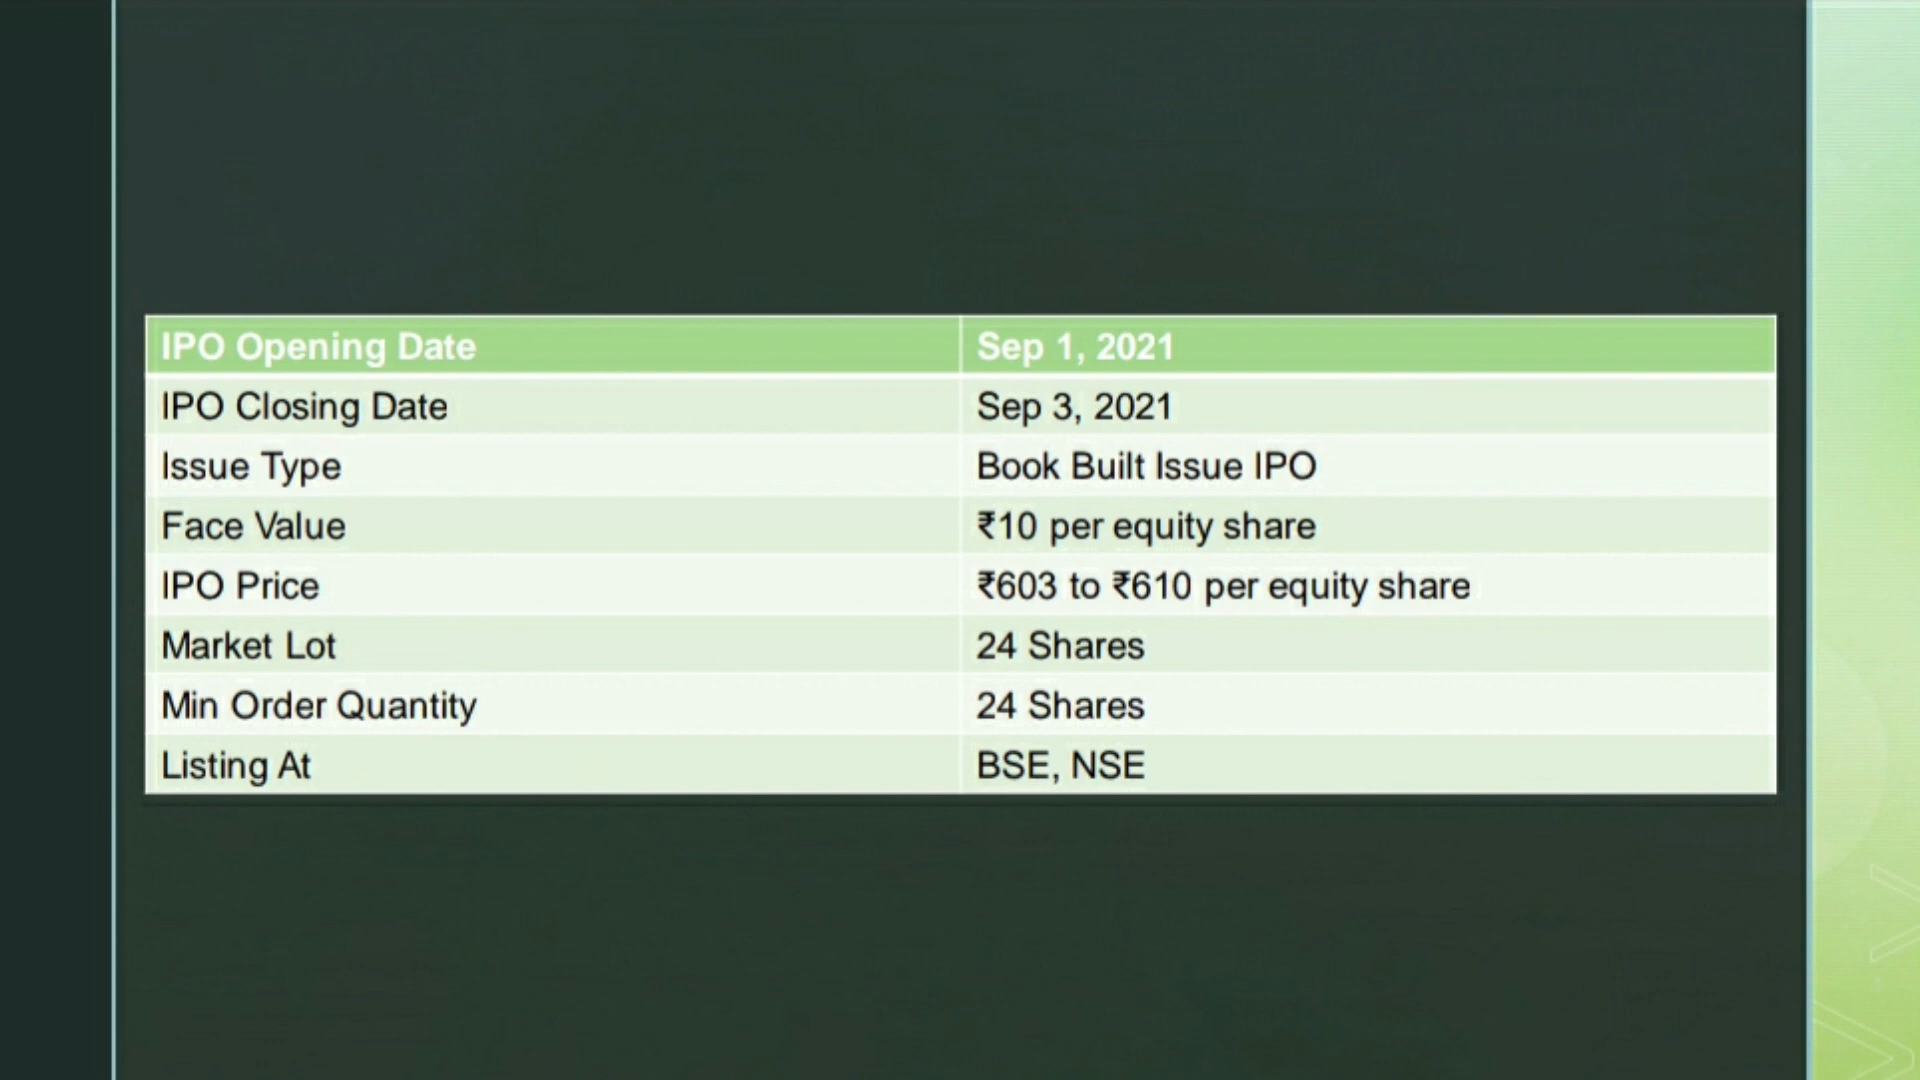 IPO Opening Date Sep 1, 2021
IPO Closing Date Sep 3, 2021
Issue Type Book Built Issue IPO
Face Value ₹10 per equity share
IPO Price ₹603 to ₹610 per equity share
Market Lot 24 Shares
Min Order Quantity 24 Shares
Listing At BSE, NSE